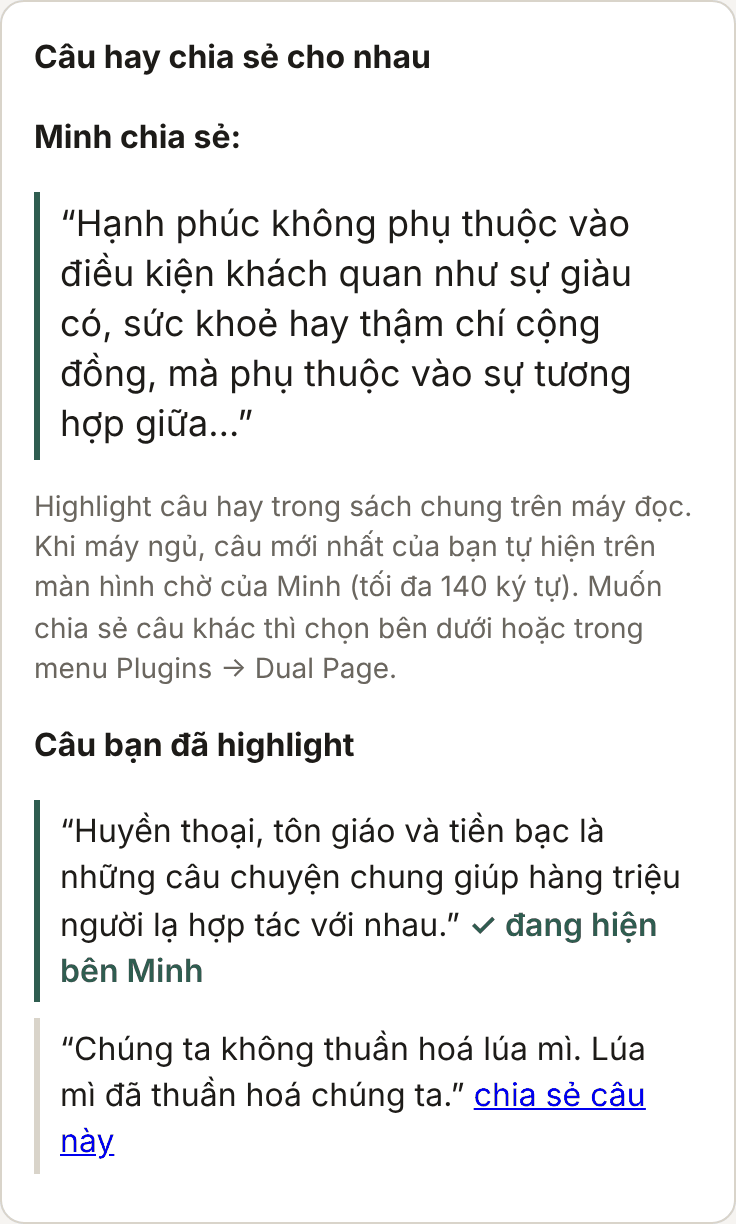 Câu hay chia sẻ cho nhau
Minh chia sẻ:
“Hạnh phúc không phụ thuộc vào
điều kiện khách quan như sự giàu
có, sức khoẻ hay thậm chí cộng
đồng, mà phụ thuộc vào sự tương
hợp giữa…”
Highlight câu hay trong sách chung trên máy đọc.
Khi máy ngủ, câu mới nhất của bạn tự hiện trên
màn hình chờ của Minh (tối đa 140 ký tự). Muốn
chia sẻ câu khác thì chọn bên dưới hoặc trong
menu Plugins → Dual Page.
Câu bạn đã highlight
“Huyền thoại, tôn giáo và tiền bạc là
những câu chuyện chung giúp hàng triệu
người lạ hợp tác với nhau.” ✓ đang hiện
bên Minh
“Chúng ta không thuần hoá lúa mì. Lúa
mì đã thuần hoá chúng ta.” chia sẻ câu
này